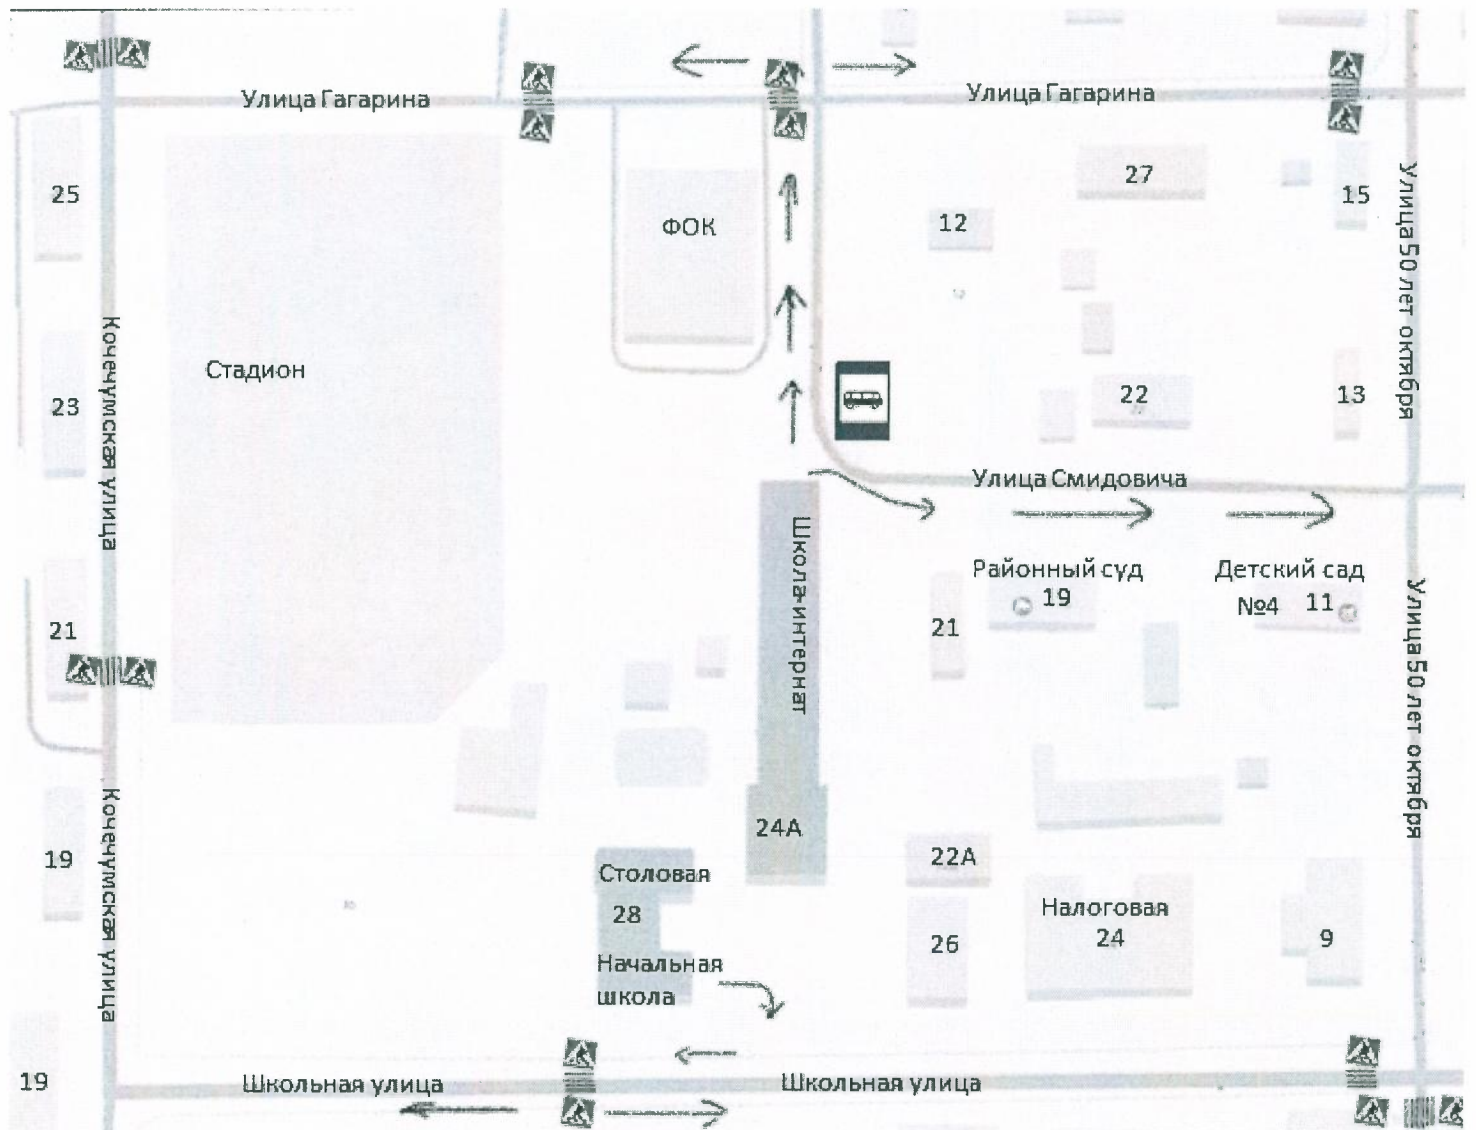 Улица Гагарина
Улица Гагарина
25
ФОК
12
27
15
Улица 50 лет октября
Кочечумская улица
Стадион
23
22
13
Улица Смидовича
Школа-интернат
Районный суд
19
Детский сад
№4 11
21
21
Улица 50 лет октября
Кочечумская улица
19
24А
22А
Столовая
28
26
Налоговая
24
9
Начальная
школа
19
Школьная улица
Школьная улица